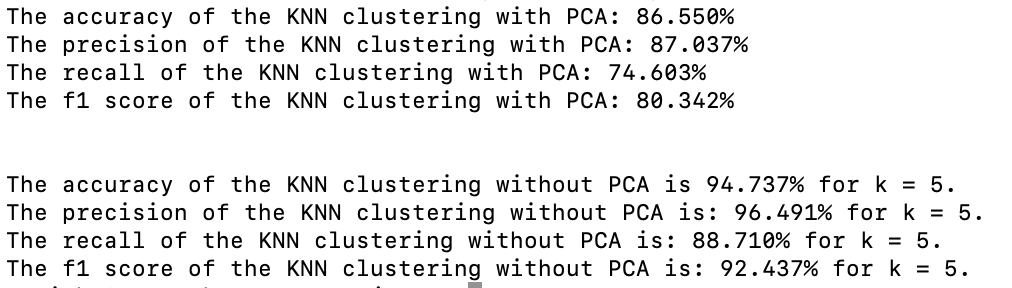 The accuracy of the KNN clustering with PCA: 86.550%
The precision of the KNN clustering with PCA: 87.037%
The recall of the KNN clustering with PCA: 74.603%
The f1 score of the KNN clustering with PCA: 80.342%
The accuracy of the KNN clustering without PCA is 94.737% for k = 5.
The precision of the KNN clustering without PCA is: 96.491% for k = 5.
The recall of the KNN clustering without PCA is: 88.710% for k = 5.
The f1 score of the KNN clustering without PCA is: 92.437% for k = 5.